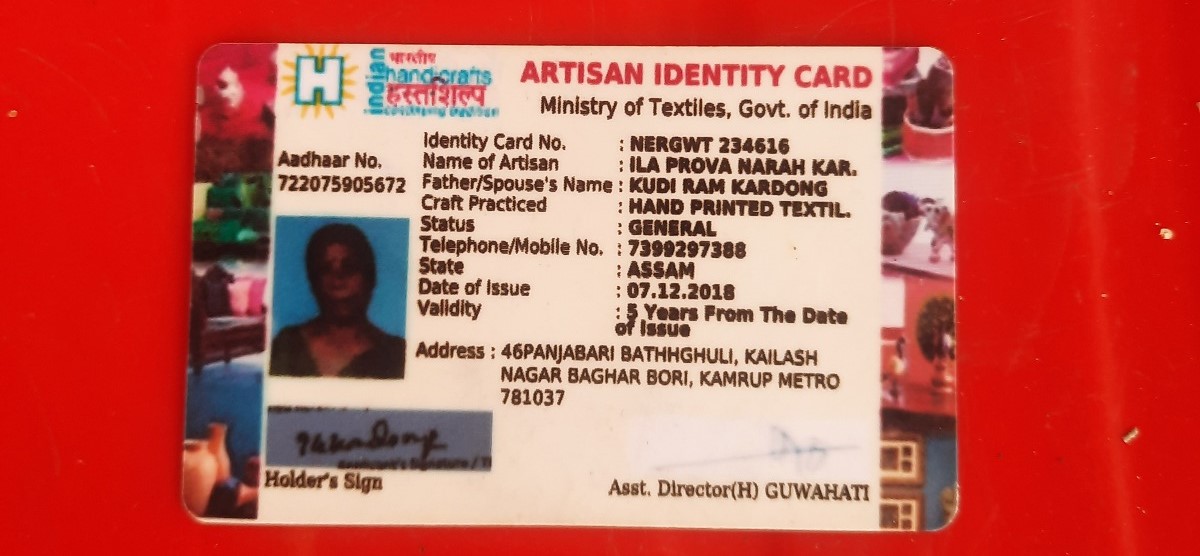 H
indian
भारतीय
handicrafts
हस्तशिल्प
ARTISAN IDENTITY CARD
Ministry of Textiles, Govt. of India
Aadhaar No.
722075905672
Identity Card No. : NERGWT 234616
Name of Artisan : ILA PROVA NARAH KAR.
Father/Spouse's Name : KUDI RAM KARDONG
Craft Practiced : HAND PRINTED TEXTIL.
Status : GENERAL
Telephone/Mobile No. : 7399297388
State : ASSAM
Date of Issue : 07.12.2018
Validity : 5 Years From The Date
of Issue
Address : 46PANJABARI BATHHGHULI, KAILASH
NAGAR BAGHAR BORI, KAMRUP METRO
781037
Holder's Sign
Asst. Director(H) GUWAHATI